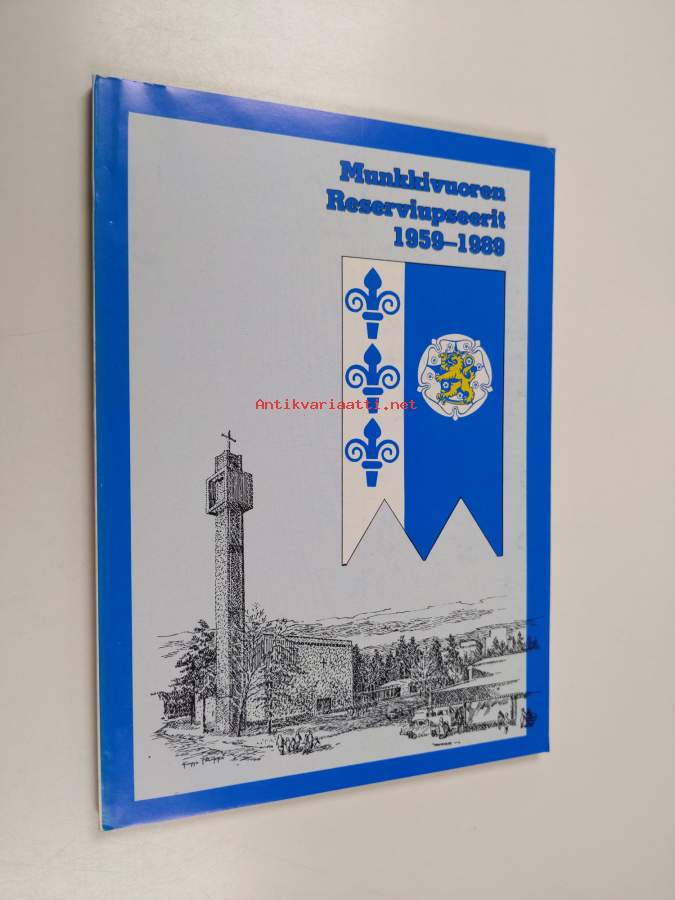 Munkkivuoren
Reserviupseerit
1959–1989
Antikvariaatti.net